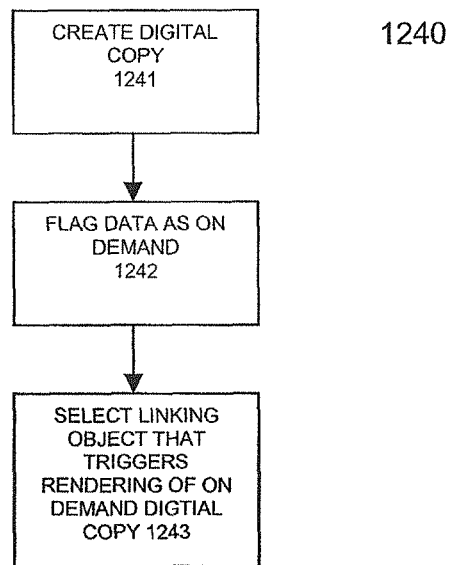 CREATE DIGITAL
COPY
1241
1240
FLAG DATA AS ON
DEMAND
1242
SELECT LINKING
OBJECT THAT
TRIGGERS
RENDERING OF ON
DEMAND DIGTIAL
COPY 1243